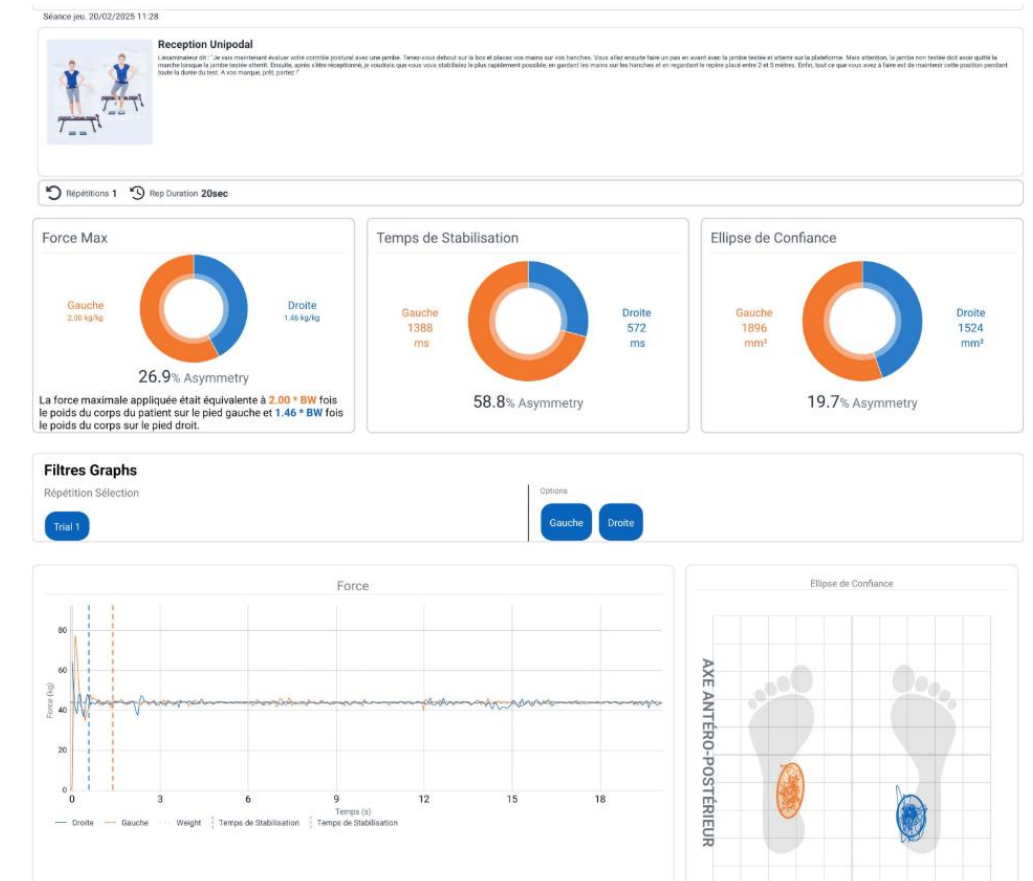 Séance jeu. 20/02/2025 11:28
Reception Unipodal
L'examinateur dit : "Je vais maintenant évaluer votre contrôle postural avec une jambe. Tenez-vous debout sur la box et placez vos mains sur vos hanches. Vous allez ensuite faire un pas en avant avec la jambe testée et atterrir sur la plateforme. Mais attention, la jambe non testée doit avoir quitté la
marche lorsque la jambe testée atterrit. Ensuite, après s'être réceptionné, je voudrais que vous vous stabilisiez le plus rapidement possible, en gardant les mains sur les hanches et en regardant le repère placé entre 2 et 5 mètres. Enfin, tout ce que vous avez à faire est de maintenir cette position pendant
toute la durée du test. A vos marque, prêt, partez !"
Répétitions 1 Rep Duration 20sec
Force Max
Gauche
2.00 kg/kg
Droite
1.46 kg/kg
26.9% Asymmetry
La force maximale appliquée était équivalente à 2.00 * BW fois
le poids du corps du patient sur le pied gauche et 1.46 * BW fois
le poids du corps sur le pied droit.
Temps de Stabilisation
Gauche
1388
ms
Droite
572
ms
58.8% Asymmetry
Ellipse de Confiance
Gauche
1896
mm²
Droite
1524
mm²
19.7% Asymmetry
Filtres Graphs
Répétition Sélection
Trial 1
Options
Gauche Droite
Force
Force (kg)
80
60
40
20
0
0 3 6 9 12 15 18
Temps (s)
Droite Gauche Weight Temps de Stabilisation Temps de Stabilisation
Ellipse de Confiance
AXE ANTÉRO-POSTÉRIEUR